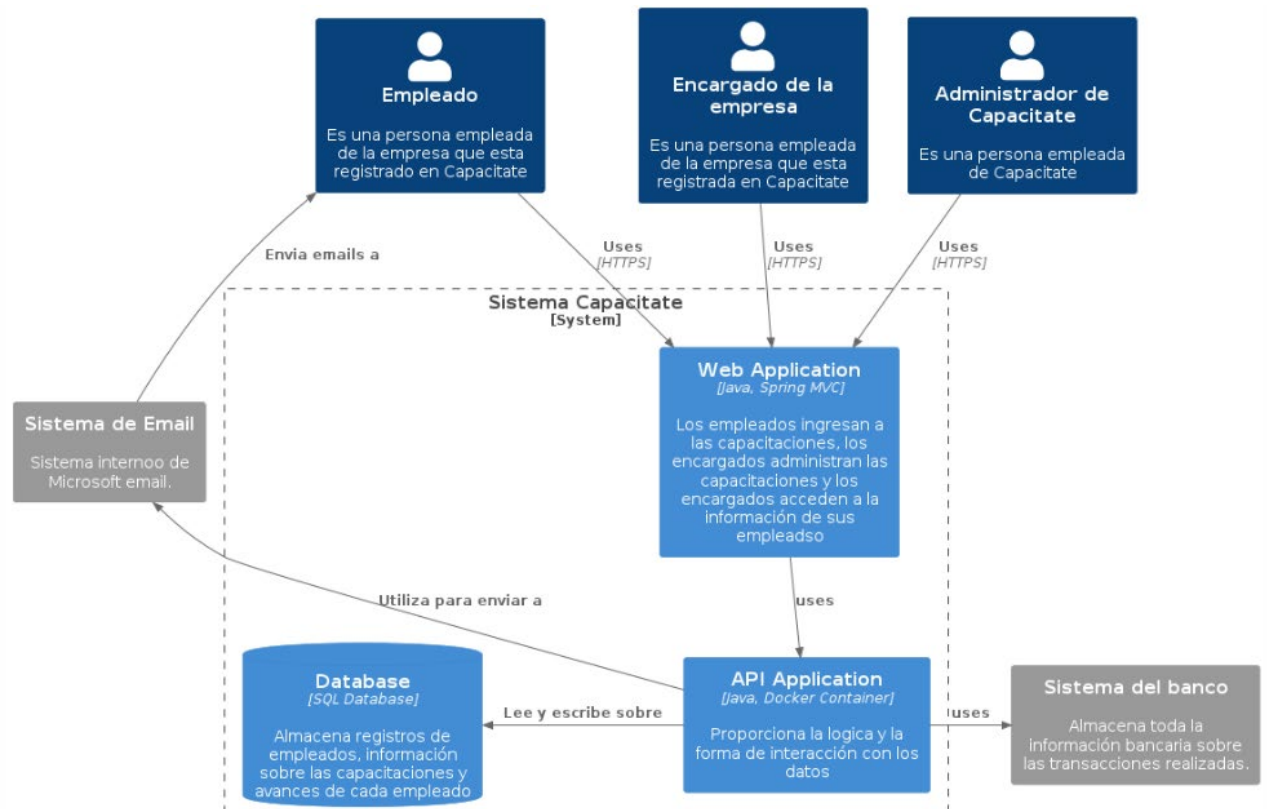 Empleado
Es una persona empleada
de la empresa que esta
registrado en Capacitate
Encargado de la
empresa
Es una persona empleada
de la empresa que esta
registrada en Capacitate
Administrador de
Capacitate
Es una persona empleada
de Capacitate
Envia emails a
Uses
[HTTPS]
Uses
[HTTPS]
Uses
[HTTPS]
Sistema Capacitate
[System]
Web Application
[Java, Spring MVC]
Los empleados ingresan a
las capacitaciones, los
encargados administran las
capacitaciones y los
encargados acceden a la
información de sus
empleadso
Sistema de Email
Sistema internoo de
Microsoft email.
Utiliza para enviar a
uses
Database
[SQL Database]
Almacena registros de
empleados, información
sobre las capacitaciones y
avances de cada empleado
Lee y escribe sobre
API Application
[Java, Docker Container]
Proporciona la logica y la
forma de interacción con los
datos
uses
Sistema del banco
Almacena toda la
información bancaria sobre
las transacciones realizadas.